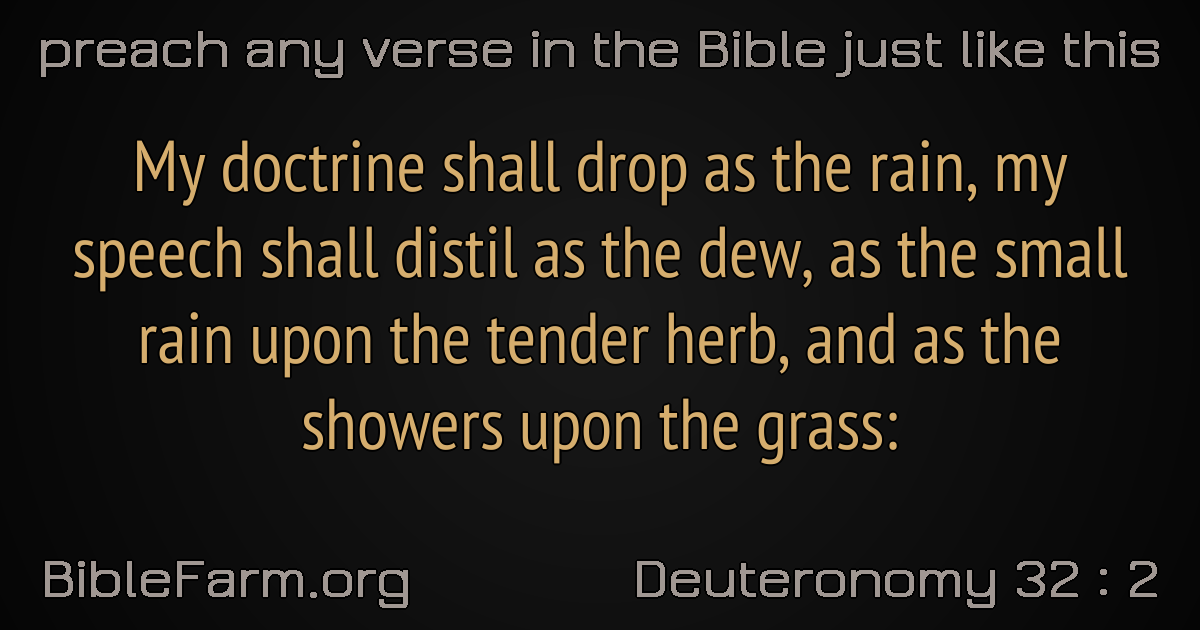 preach any verse in the Bible just like this
My doctrine shall drop as the rain, my
speech shall distil as the dew, as the small
rain upon the tender herb, and as the
showers upon the grass:
BibleFarm.org
Deuteronomy 32 : 2